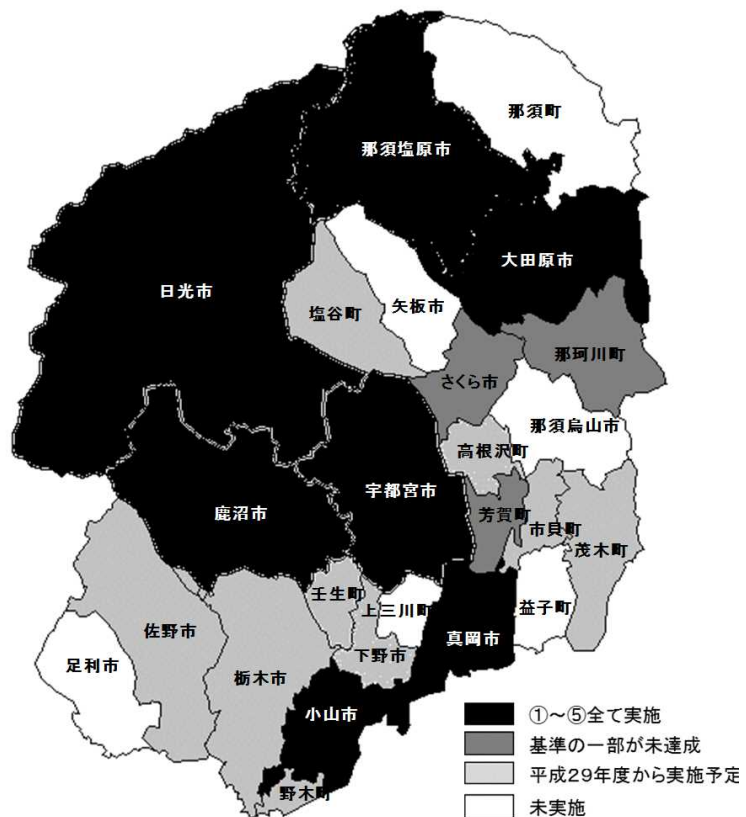 那須町
那須塩原市
大田原市
日光市
塩谷町
矢板市
那珂川町
さくら市
那須烏山市
高根沢町
宇都宮市
鹿沼市
芳賀町
市貝町
茂木町
壬生町
上三川町
益子町
佐野市
真岡市
下野市
足利市
栃木市
小山市
野木町
①～⑤全て実施
基準の一部が未達成
平成29年度から実施予定
未実施